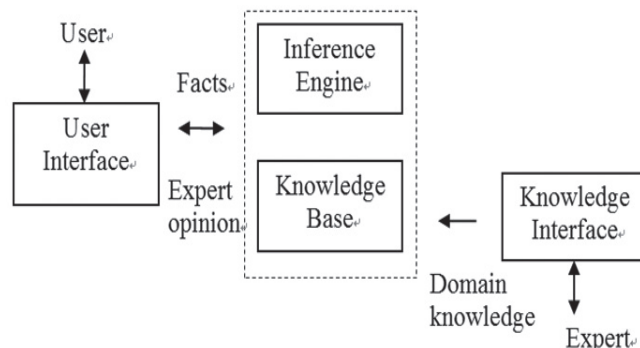 User
User
Interface
Facts
Expert
opinion
Inference
Engine
Knowledge
Base
Knowledge
Interface
Domain
knowledge
Expert